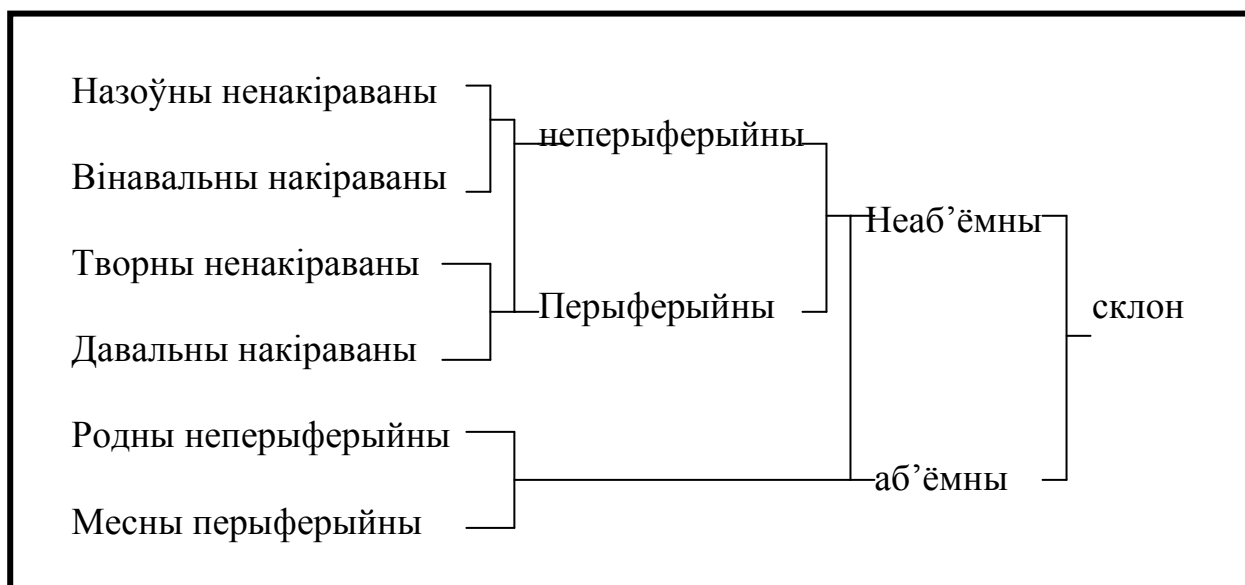 Назоўны ненакіраваны
неперыферыйны
Вінавальны накіраваны
Неаб’ёмны
Творны ненакіраваны
Перыферыйны
склон
Давальны накіраваны
Родны неперыферыйны
аб’ёмны
Месны перыферыйны